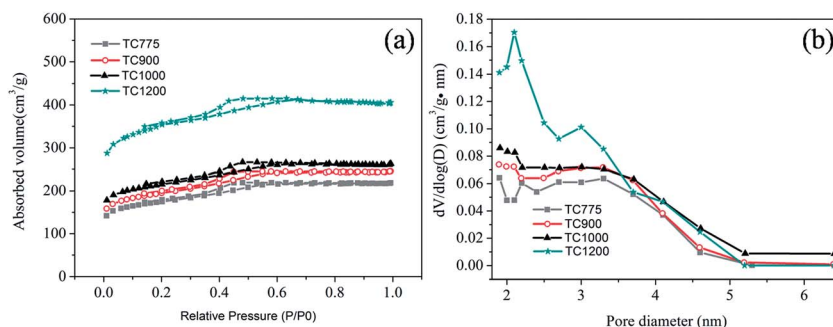 (a)
TC775
TC900
TC1000
TC1200
Absorbed volume(cm³/g)
600
500
400
300
200
100
0
0.0 0.2 0.4 0.6 0.8 1.0
Relative Pressure (P/P0)
(b)
TC775
TC900
TC1000
TC1200
dV/dlog(D) (cm³/g• nm)
0.18
0.16
0.14
0.12
0.10
0.08
0.06
0.04
0.02
0.00
2 3 4 5 6
Pore diameter (nm)